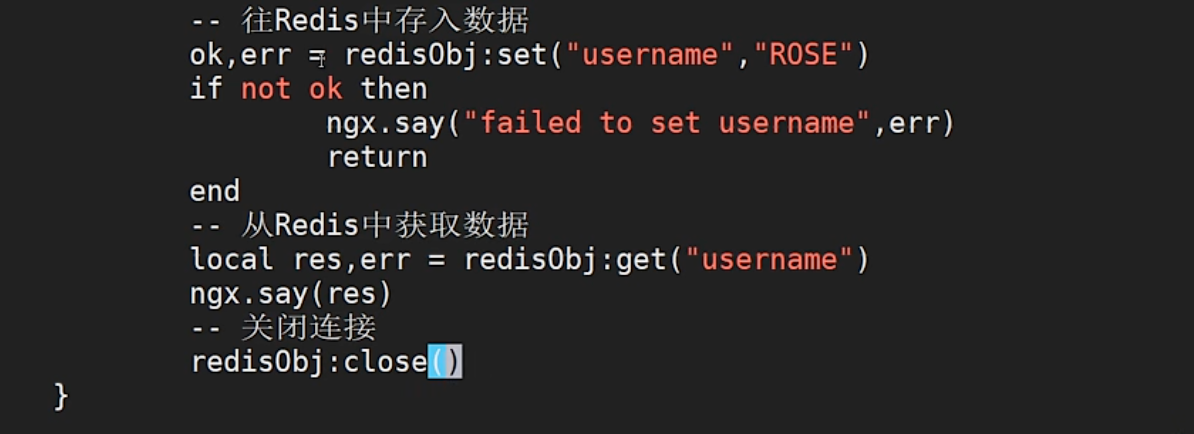 -- 往Redis中存入数据
ok,err = redisObj:set("username","ROSE")
if not ok then
ngx.say("failed to set username",err)
return
end
-- 从Redis中获取数据
local res,err = redisObj:get("username")
ngx.say(res)
-- 关闭连接
redisObj:close()
}